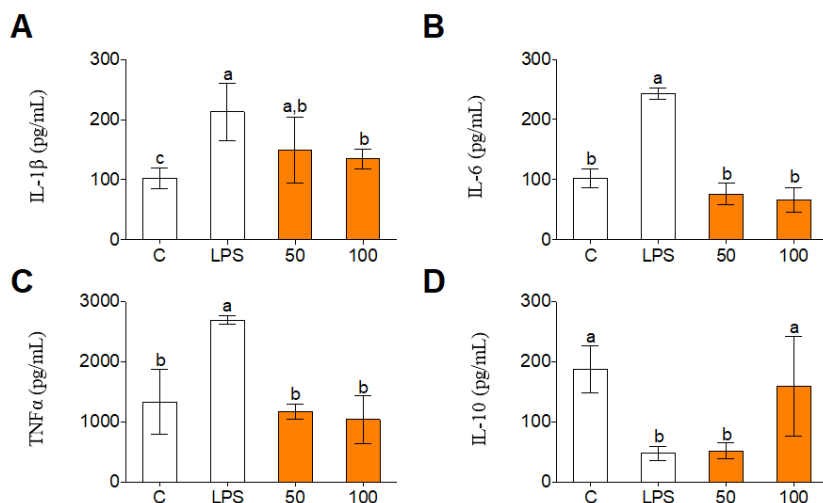 A
IL-1β (pg/mL)
300
200
100
0
c
a
a,b
b
C LPS 50 100
B
IL-6 (pg/mL)
300
200
100
0
b
a
b
b
C LPS 50 100
C
TNFα (pg/mL)
3000
2000
1000
0
b
a
b
b
C LPS 50 100
D
IL-10 (pg/mL)
300
200
100
0
a
b
b
a
C LPS 50 100